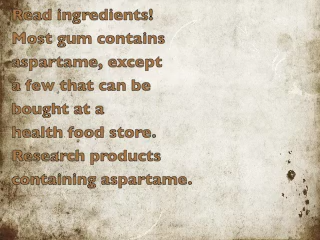 Read ingredients!
Most gum contains
aspartame, except
a few that can be
bought at a
health food store.
Research products
containing aspartame.